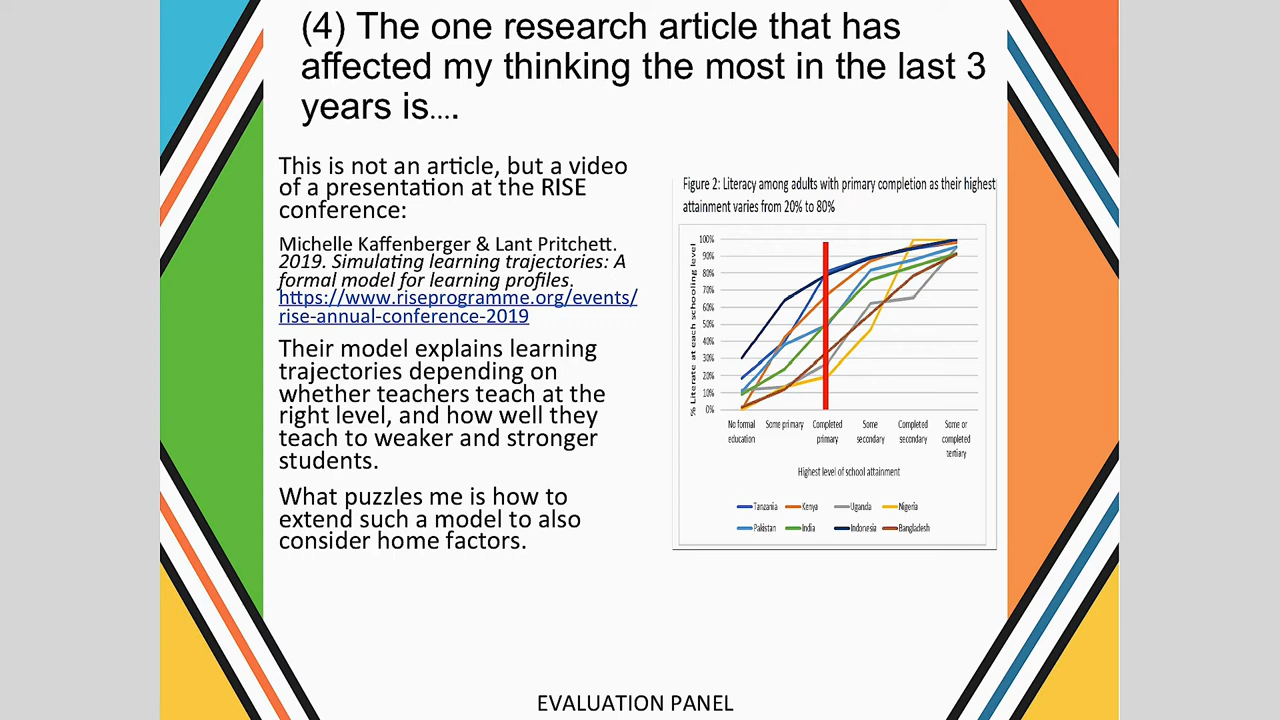 (4) The one research article that has
affected my thinking the most in the last 3
years is….
This is not an article, but a video
of a presentation at the RISE
conference:
Michelle Kaffenberger & Lant Pritchett.
2019. Simulating learning trajectories: A
formal model for learning profiles.
https://www.riseprogramme.org/events/
rise-annual-conference-2019
Their model explains learning
trajectories depending on
whether teachers teach at the
right level, and how well they
teach to weaker and stronger
students.
What puzzles me is how to
extend such a model to also
consider home factors.
Figure 2: Literacy among adults with primary completion as their highest
attainment varies from 20% to 80%
% Literate at each schooling level
100%
90%
80%
70%
60%
50%
40%
30%
20%
10%
0%
No formal education
Some primary
Completed primary
Some secondary
Completed secondary
Some or completed tertiary
Highest level of school attainment
Tanzania Kenya Uganda Nigeria
Pakistan India Indonesia Bangladesh
EVALUATION PANEL